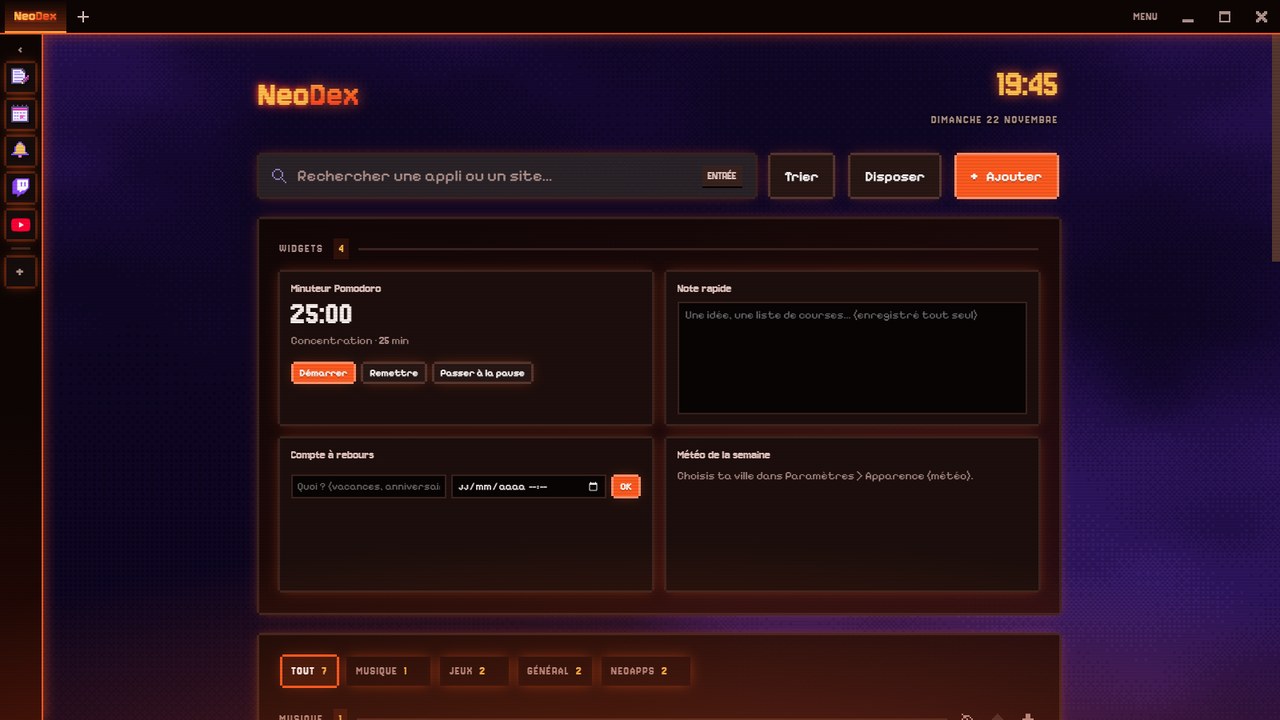 NeoDex
MENU
NeoDex
19:45
DIMANCHE 22 NOVEMBRE
Rechercher une appli ou un site...
ENTRÉE
Trier
Disposer
+ Ajouter
WIDGETS 4
Minuteur Pomodoro
25:00
Concentration · 25 min
Démarrer
Remettre
Passer à la pause
Note rapide
Une idée, une liste de courses... (enregistré tout seul)
Compte à rebours
Quoi ? (vacances, anniversai
jj/mm/aaaa --:--
OK
Météo de la semaine
Choisis ta ville dans Paramètres > Apparence (météo).
TOUT 7
MUSIQUE 1
JEUX 2
GÉNÉRAL 2
NEOAPPS 2
MUSIQUE 1